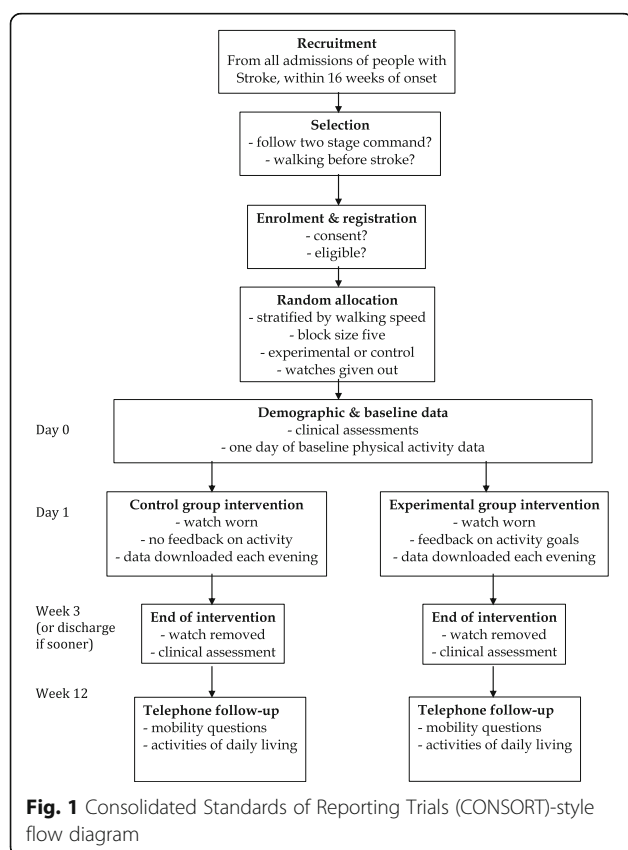 Recruitment
From all admissions of people with
Stroke, within 16 weeks of onset
Selection
- follow two stage command?
- walking before stroke?
Enrolment & registration
- consent?
- eligible?
Random allocation
- stratified by walking speed
- block size five
- experimental or control
- watches given out
Day 0
Demographic & baseline data
- clinical assessments
- one day of baseline physical activity data
Day 1
Control group intervention
- watch worn
- no feedback on activity
- data downloaded each evening
Experimental group intervention
- watch worn
- feedback on activity goals
- data downloaded each evening
Week 3
(or discharge
if sooner)
End of intervention
- watch removed
- clinical assessment
End of intervention
- watch removed
- clinical assessment
Week 12
Telephone follow-up
- mobility questions
- activities of daily living
Telephone follow-up
- mobility questions
- activities of daily living
Fig. 1 Consolidated Standards of Reporting Trials (CONSORT)-style
flow diagram